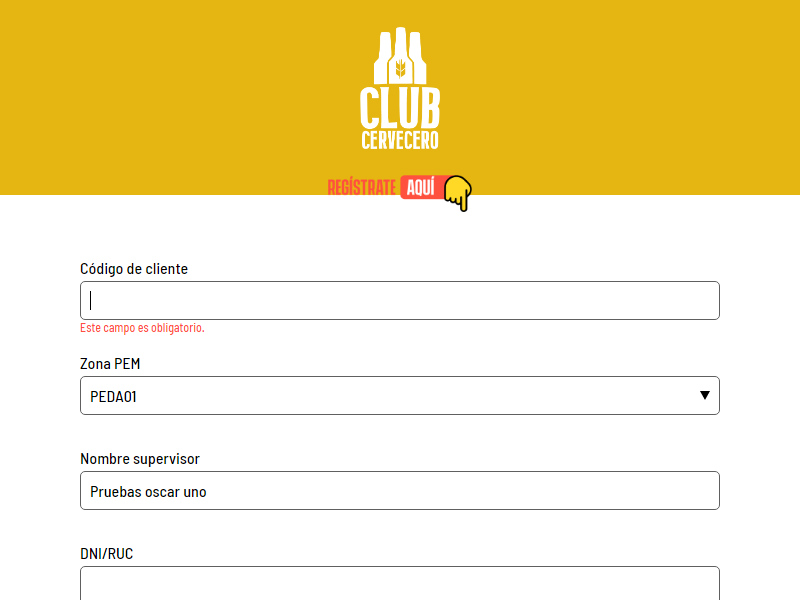 CLUB
CERVECERO
REGÍSTRATE AQUÍ
Código de cliente
Este campo es obligatorio.
Zona PEM
PEDA01
Nombre supervisor
Pruebas oscar uno
DNI/RUC